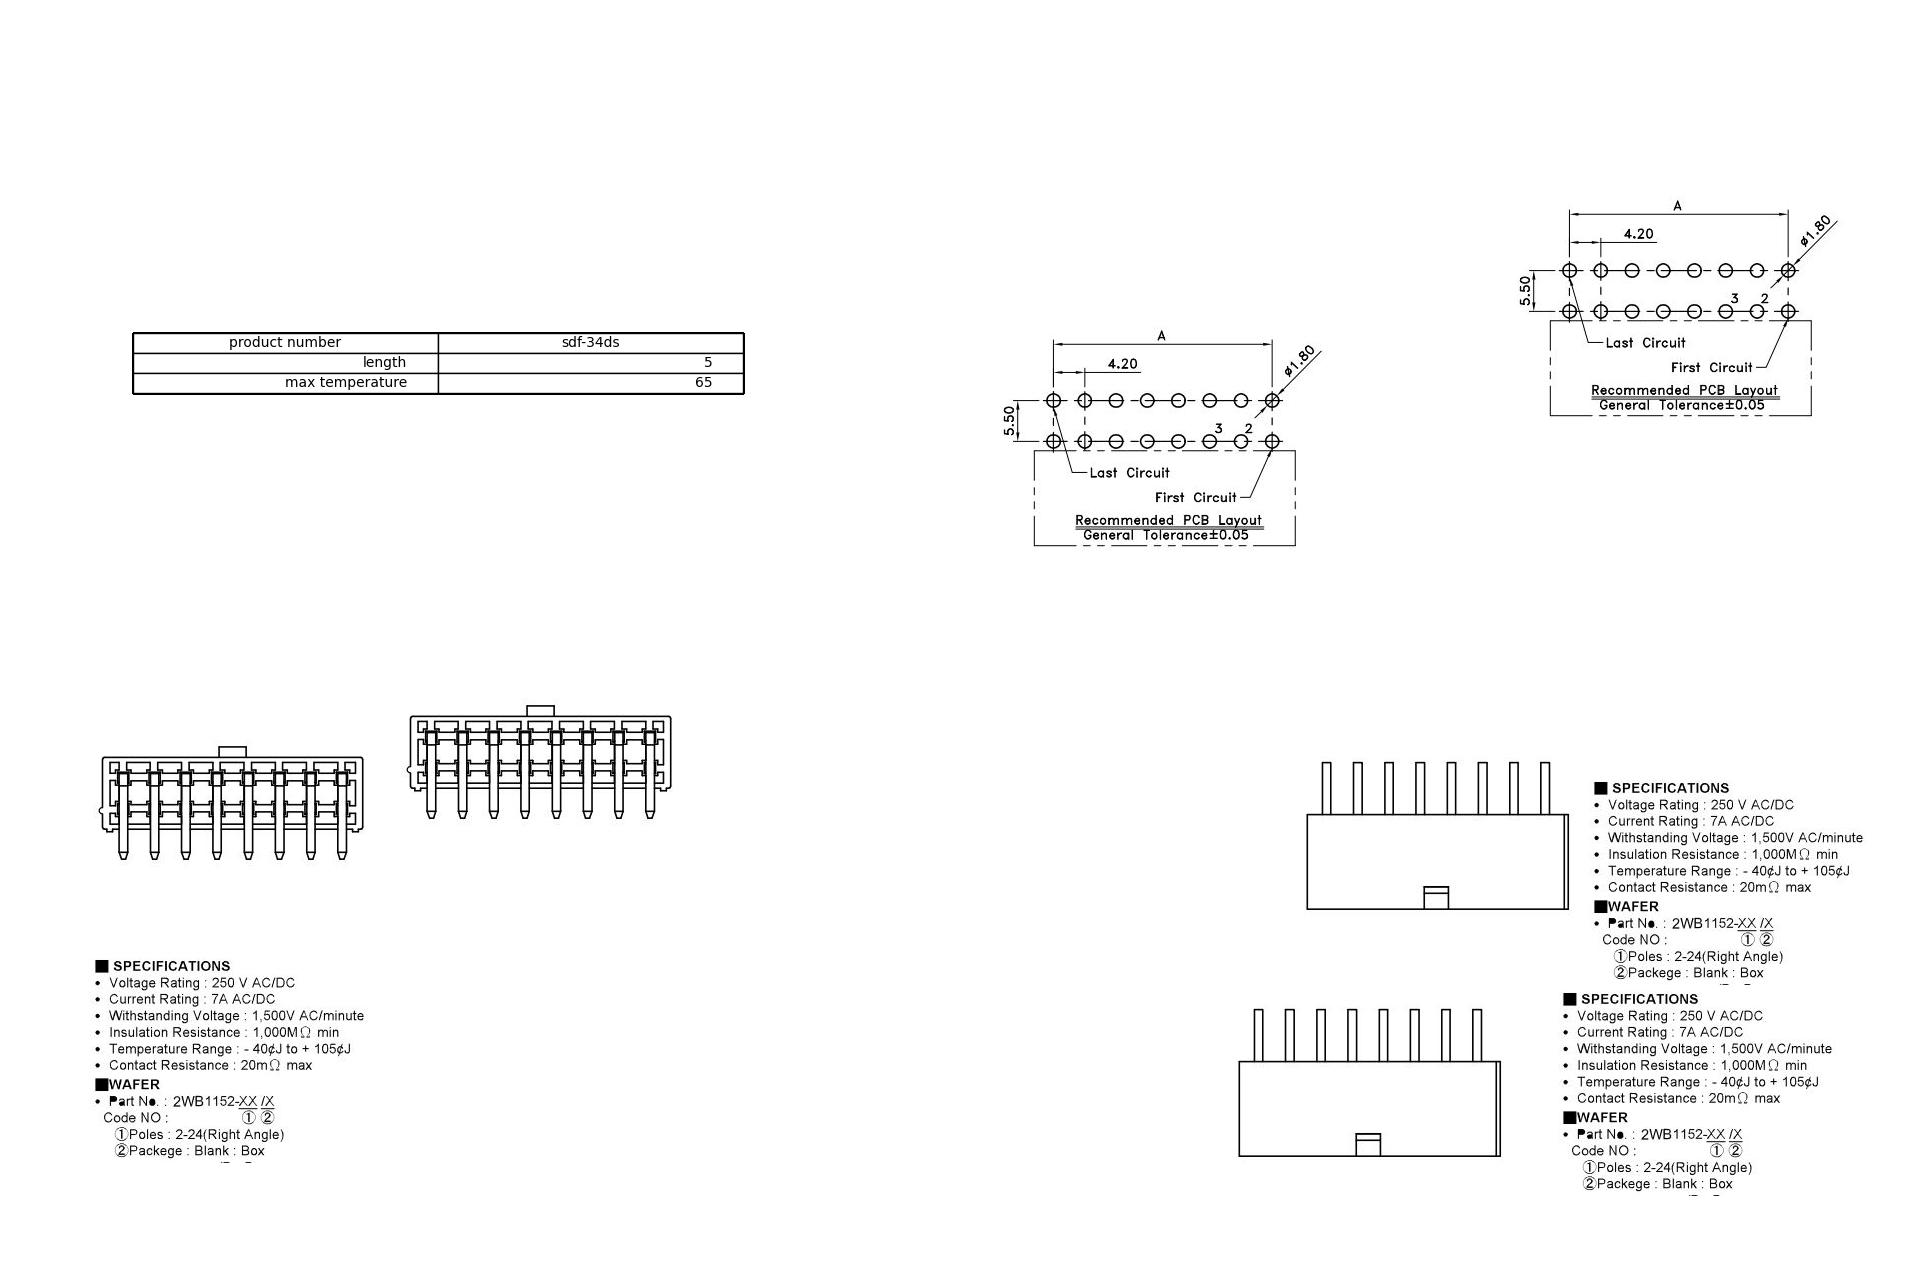 product number sdf-34ds
length 5
max temperature 65
A
4.20
ø1.80
5.50
3 2
Last Circuit
First Circuit
Recommended PCB Layout
General Tolerance±0.05
A
4.20
ø1.80
5.50
3 2
Last Circuit
First Circuit
Recommended PCB Layout
General Tolerance±0.05
■ SPECIFICATIONS
• Voltage Rating : 250 V AC/DC
• Current Rating : 7A AC/DC
• Withstanding Voltage : 1,500V AC/minute
• Insulation Resistance : 1,000MΩ min
• Temperature Range : - 40¢J to + 105¢J
• Contact Resistance : 20mΩ max
■WAFER
• Part No. : 2WB1152-XX /X
Code NO : ① ②
①Poles : 2-24(Right Angle)
②Packege : Blank : Box
■ SPECIFICATIONS
• Voltage Rating : 250 V AC/DC
• Current Rating : 7A AC/DC
• Withstanding Voltage : 1,500V AC/minute
• Insulation Resistance : 1,000MΩ min
• Temperature Range : - 40¢J to + 105¢J
• Contact Resistance : 20mΩ max
■WAFER
• Part No. : 2WB1152-XX /X
Code NO : ① ②
①Poles : 2-24(Right Angle)
②Packege : Blank : Box
■ SPECIFICATIONS
• Voltage Rating : 250 V AC/DC
• Current Rating : 7A AC/DC
• Withstanding Voltage : 1,500V AC/minute
• Insulation Resistance : 1,000MΩ min
• Temperature Range : - 40¢J to + 105¢J
• Contact Resistance : 20mΩ max
■WAFER
• Part No. : 2WB1152-XX /X
Code NO : ① ②
①Poles : 2-24(Right Angle)
②Packege : Blank : Box